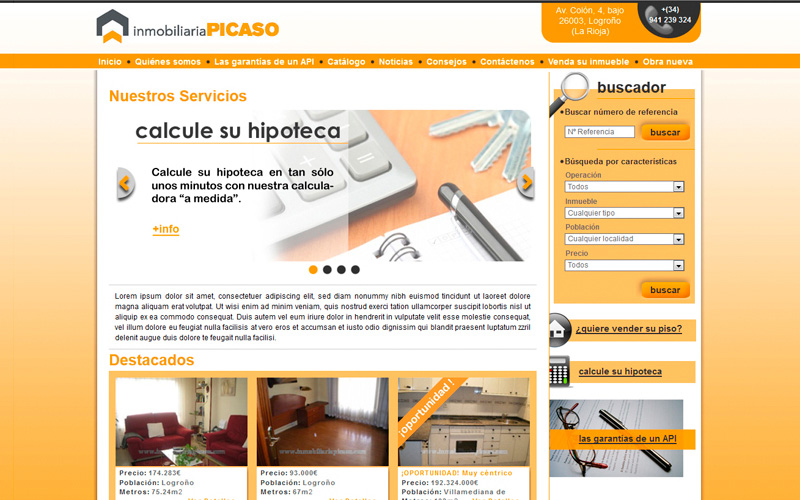 inmobiliariaPICASO
Av. Colón, 4, bajo
26003, Logroño
(La Rioja)
+(34)
941 239 324
Inicio • Quiénes somos • Las garantías de un API • Catálogo • Noticias • Consejos • Contáctenos • Venda su inmueble • Obra nueva
Nuestros Servicios
calcule su hipoteca
Calcule su hipoteca en tan sólo
unos minutos con nuestra calcula-
dora "a medida".
+info
Lorem ipsum dolor sit amet, consectetuer adipiscing elit, sed diam nonummy nibh euismod tincidunt ut laoreet dolore
magna aliquam erat volutpat. Ut wisi enim ad minim veniam, quis nostrud exerci tation ullamcorper suscipit lobortis nisl ut
aliquip ex ea commodo consequat. Duis autem vel eum iriure dolor in hendrerit in vulputate velit esse molestie consequat,
vel illum dolore eu feugiat nulla facilisis at vero eros et accumsan et iusto odio dignissim qui blandit praesent luptatum zzril
delenit augue duis dolore te feugait nulla facilisi.
Destacados
Precio: 174.283€
Población: Logroño
Metros: 75.24m2
Precio: 93.000€
Población: Logroño
Metros: 67m2
¡oportunidad !
¡OPORTUNIDAD! Muy céntrico
Precio: 192.324.000€
Población: Villamediana de
buscador
•Buscar número de referencia
Nº Referencia
buscar
•Búsqueda por caracteristicas
Operación
Todos
Inmueble
Cualquier tipo
Población
Cualquier localidad
Precio
Todos
buscar
¿quiere vender su piso?
calcule su hipoteca
las garantías de un API